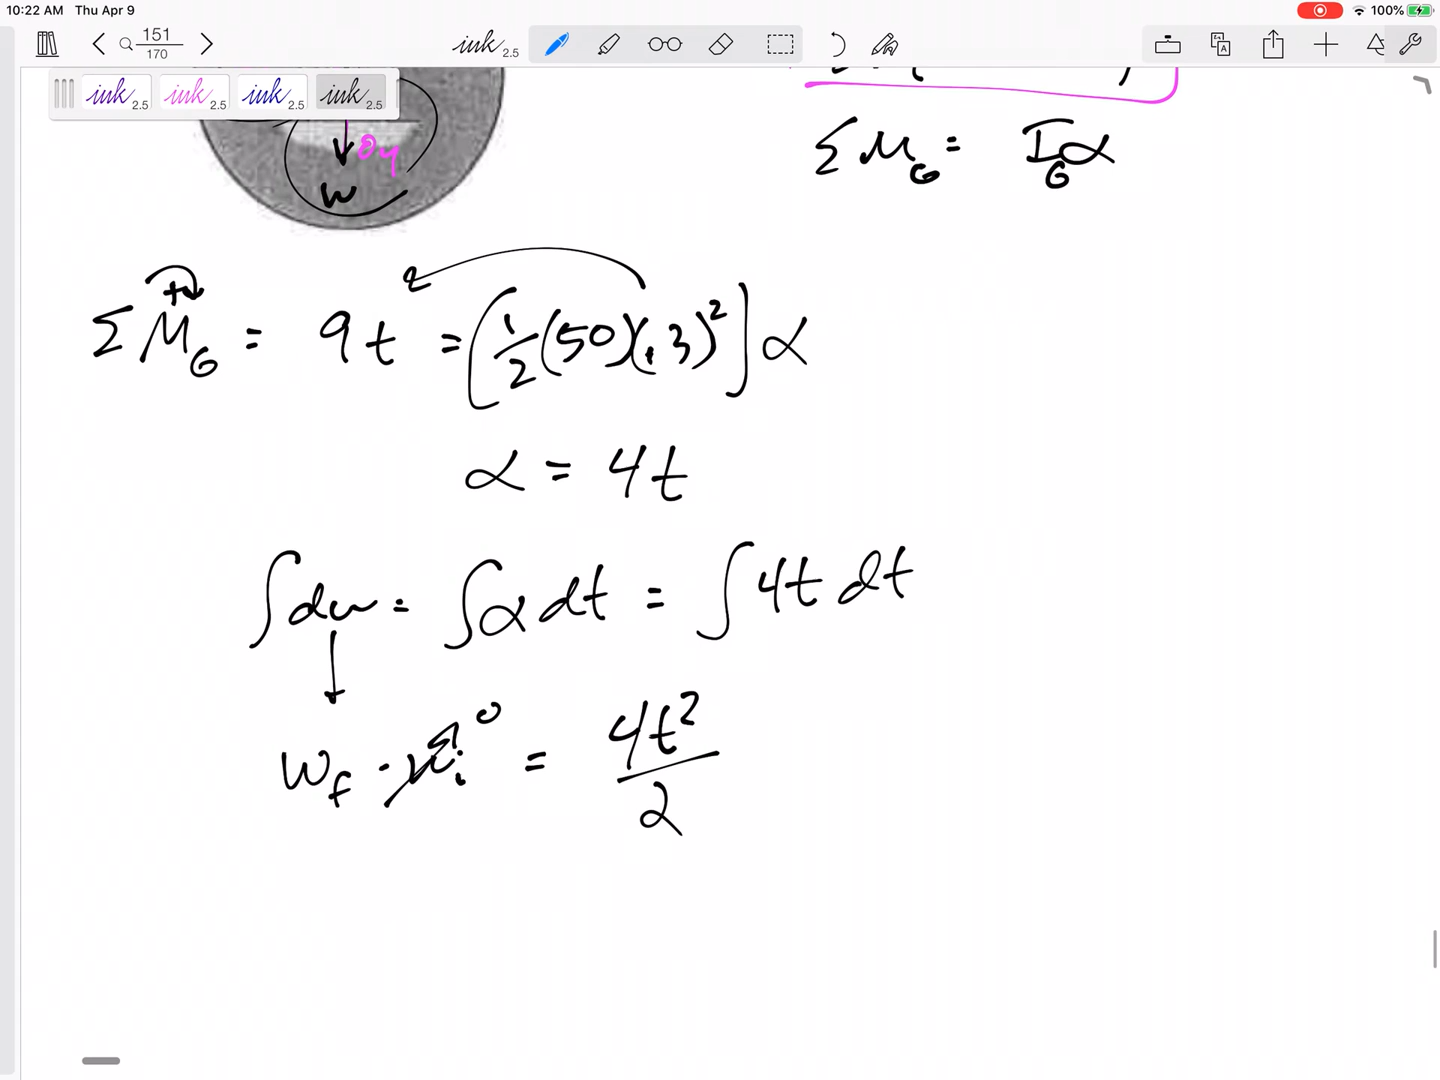 10:22 AM Thu Apr 9
100%
151
170
ink 2.5
ink 2.5 ink 2.5 ink 2.5 ink 2.5
Oy
W
ΣM_G = I_G α
ΣM_G = 9t = [1/2 (50)(.3)²] α
α = 4t
∫dω = ∫α dt = ∫4t dt
ω_f - ω_i⁰ = 4t²/2